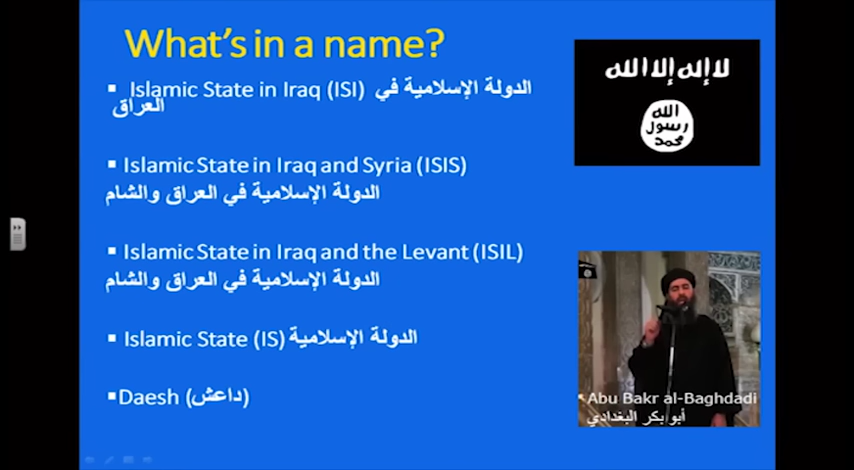 What's in a name?
▪ Islamic State in Iraq (ISI) الدولة الإسلامية في
العراق
▪ Islamic State in Iraq and Syria (ISIS)
الدولة الإسلامية في العراق والشام
▪ Islamic State in Iraq and the Levant (ISIL)
الدولة الإسلامية في العراق والشام
▪ Islamic State (IS) الدولة الإسلامية
▪Daesh (داعش)
لا إله إلا الله
الله
رسول
محمد
▪ Abu Bakr al-Baghdadi
أبو بكر البغدادي